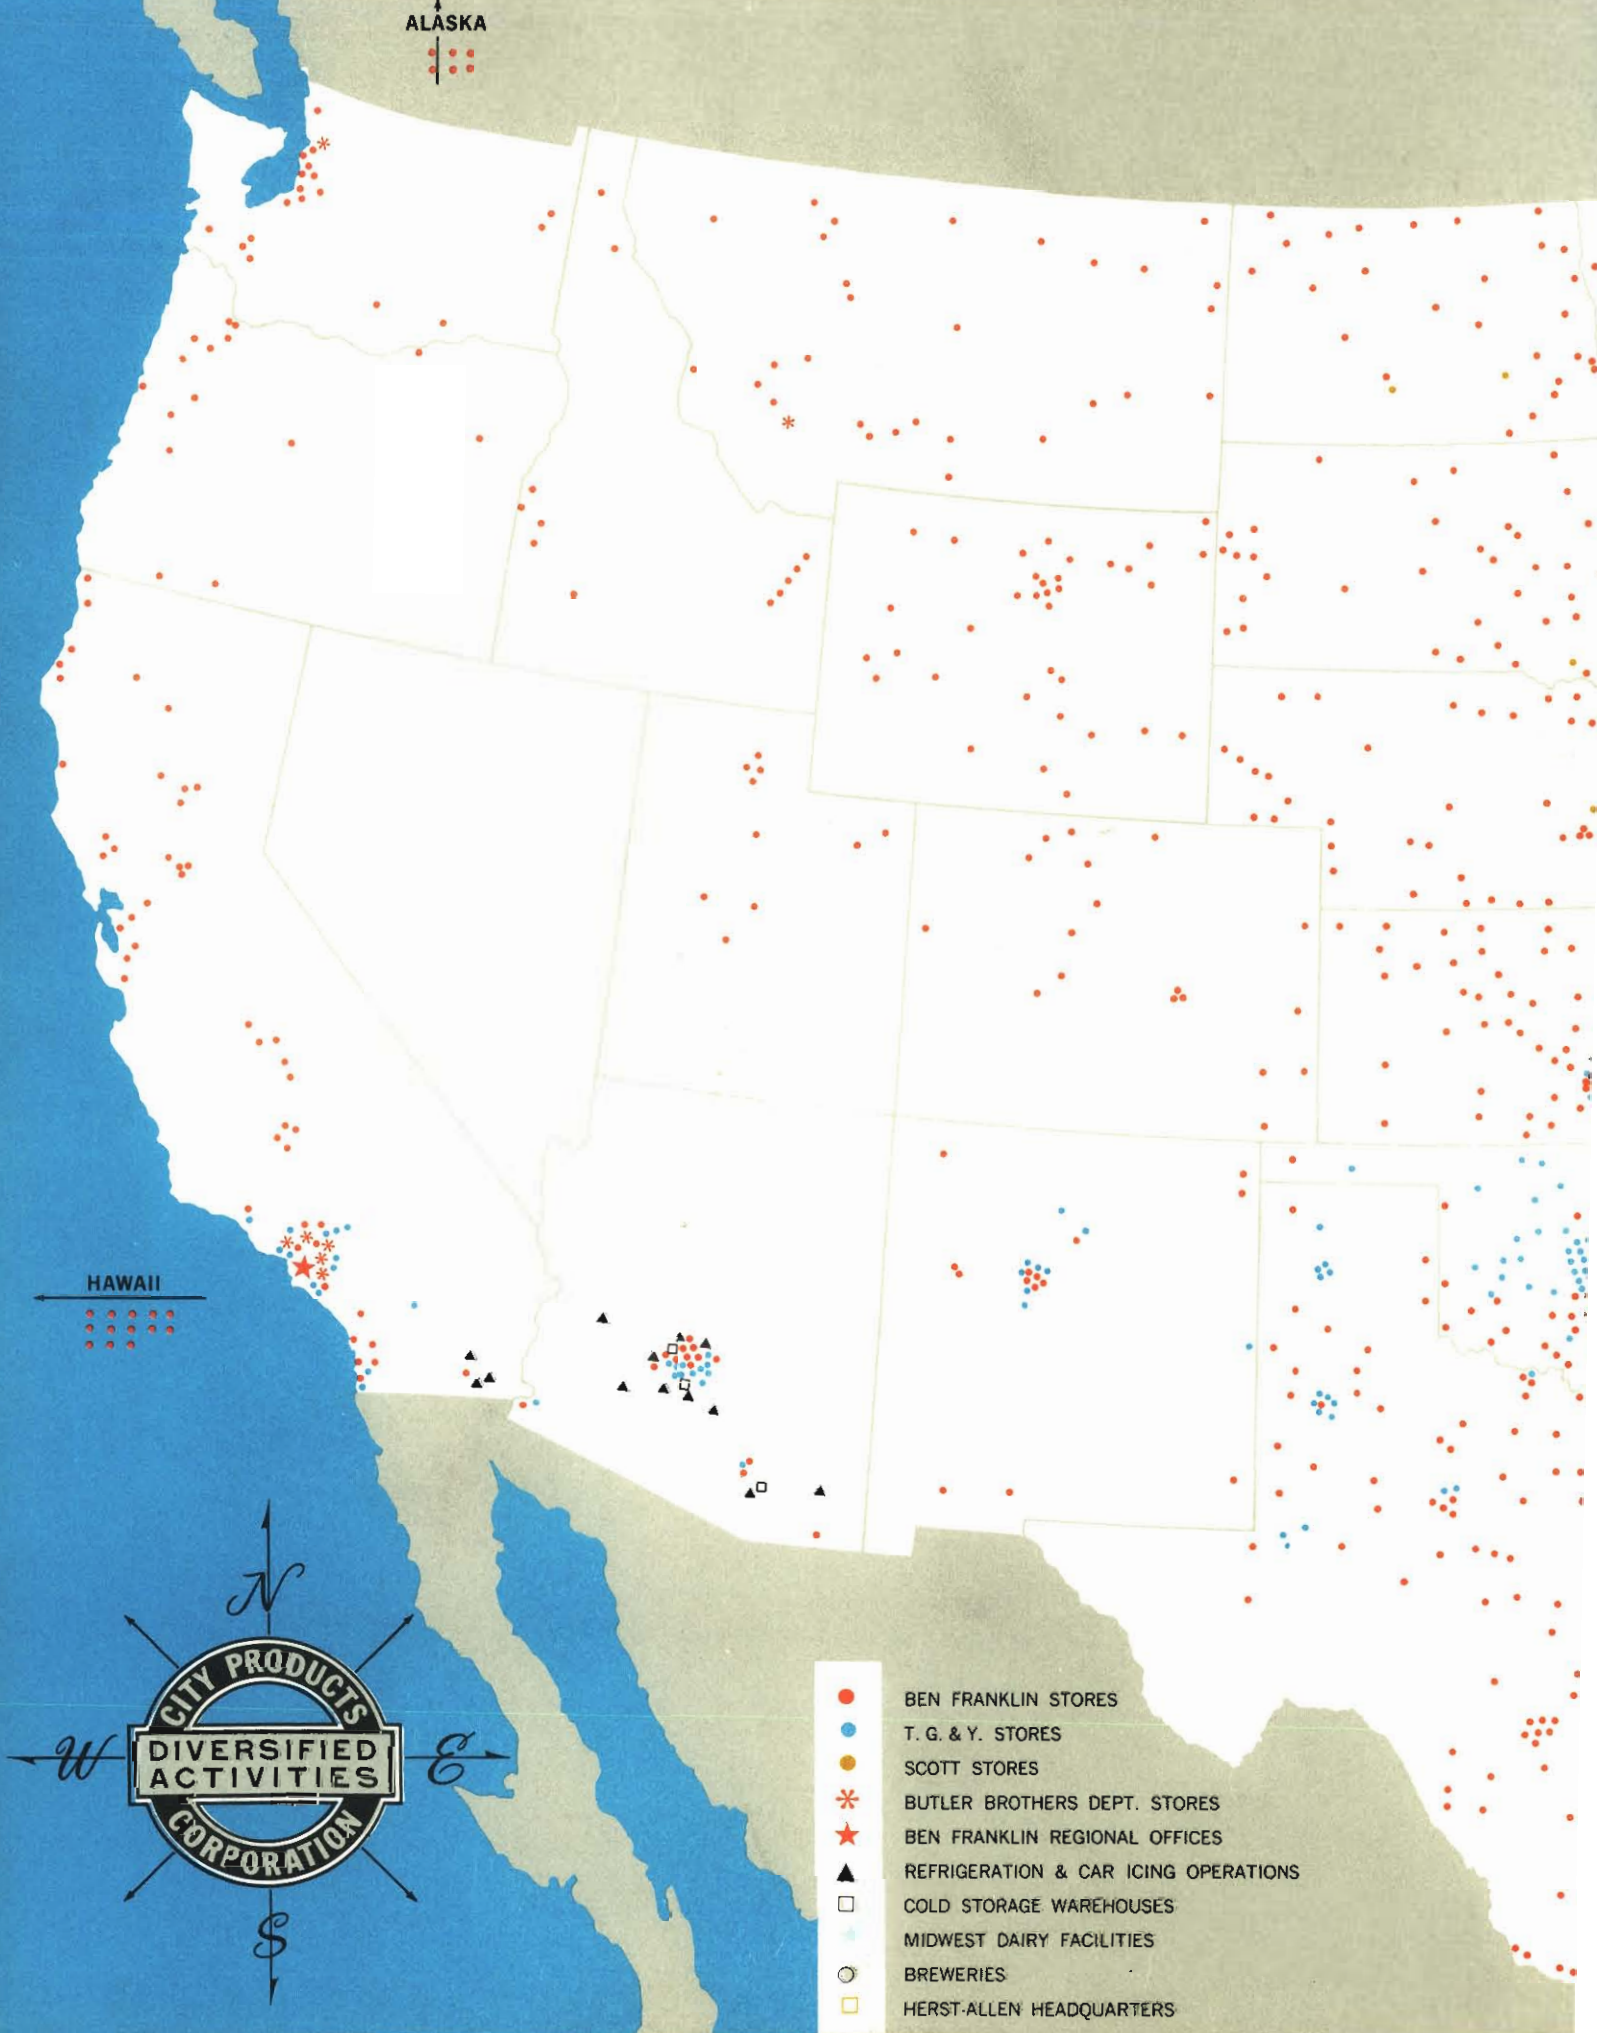 ALASKA
HAWAII
N
W
E
S
CITY PRODUCTS
DIVERSIFIED
ACTIVITIES
CORPORATION
BEN FRANKLIN STORES
T. G. & Y. STORES
SCOTT STORES
BUTLER BROTHERS DEPT. STORES
BEN FRANKLIN REGIONAL OFFICES
REFRIGERATION & CAR ICING OPERATIONS
COLD STORAGE WAREHOUSES
MIDWEST DAIRY FACILITIES
BREWERIES
HERST-ALLEN HEADQUARTERS